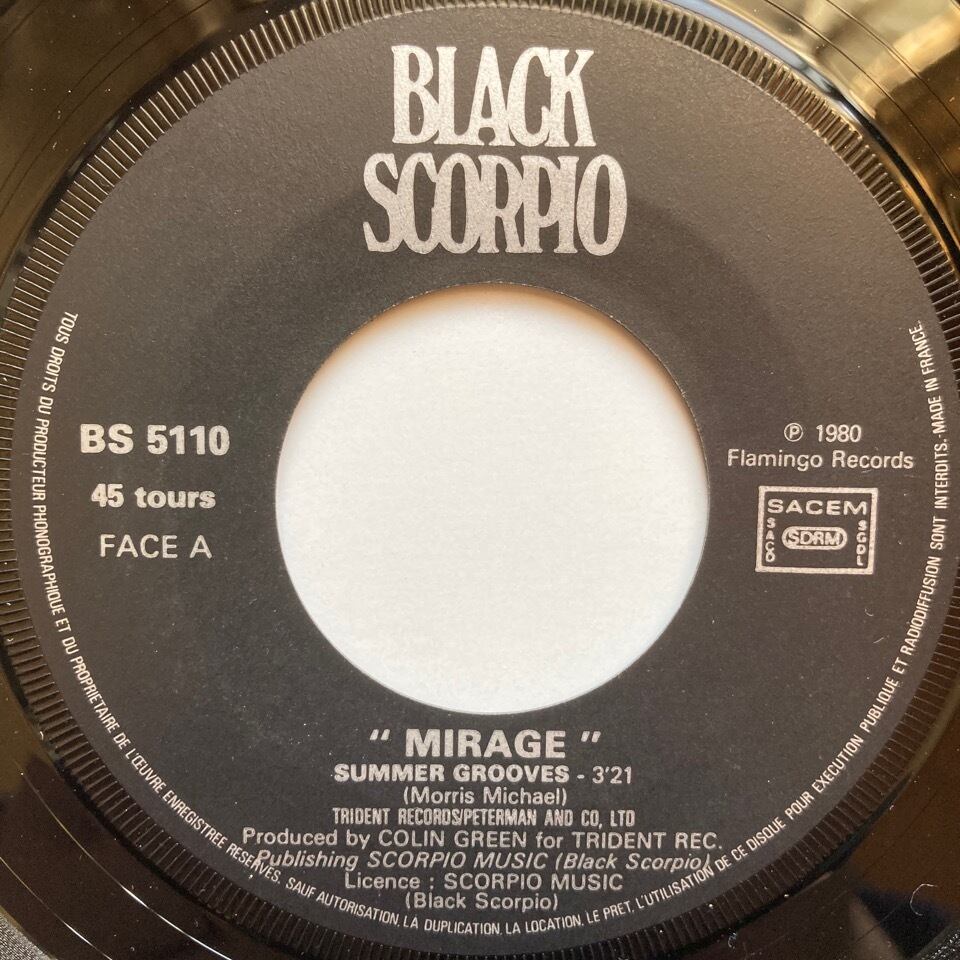 BLACK
SCORPIO
BS 5110
45 tours
FACE A
℗ 1980
Flamingo Records
SACEM
SACD
SDRM
SGDL
" MIRAGE "
SUMMER GROOVES - 3'21
(Morris Michael)
TRIDENT RECORDS/PETERMAN AND CO, LTD
Produced by COLIN GREEN for TRIDENT REC.
Publishing SCORPIO MUSIC (Black Scorpio)
Licence : SCORPIO MUSIC
(Black Scorpio)
TOUS DROITS DU PRODUCTEUR PHONOGRAPHIQUE ET DU PROPRIETAIRE DE L'ŒUVRE ENREGISTREE RESERVES. SAUF AUTORISATION, LA DUPLICATION, LA LOCATION, LE PRET, L'UTILISATION DE CE DISQUE POUR EXECUTION PUBLIQUE ET RADIODIFFUSION SONT INTERDITS.-MADE IN FRANCE.